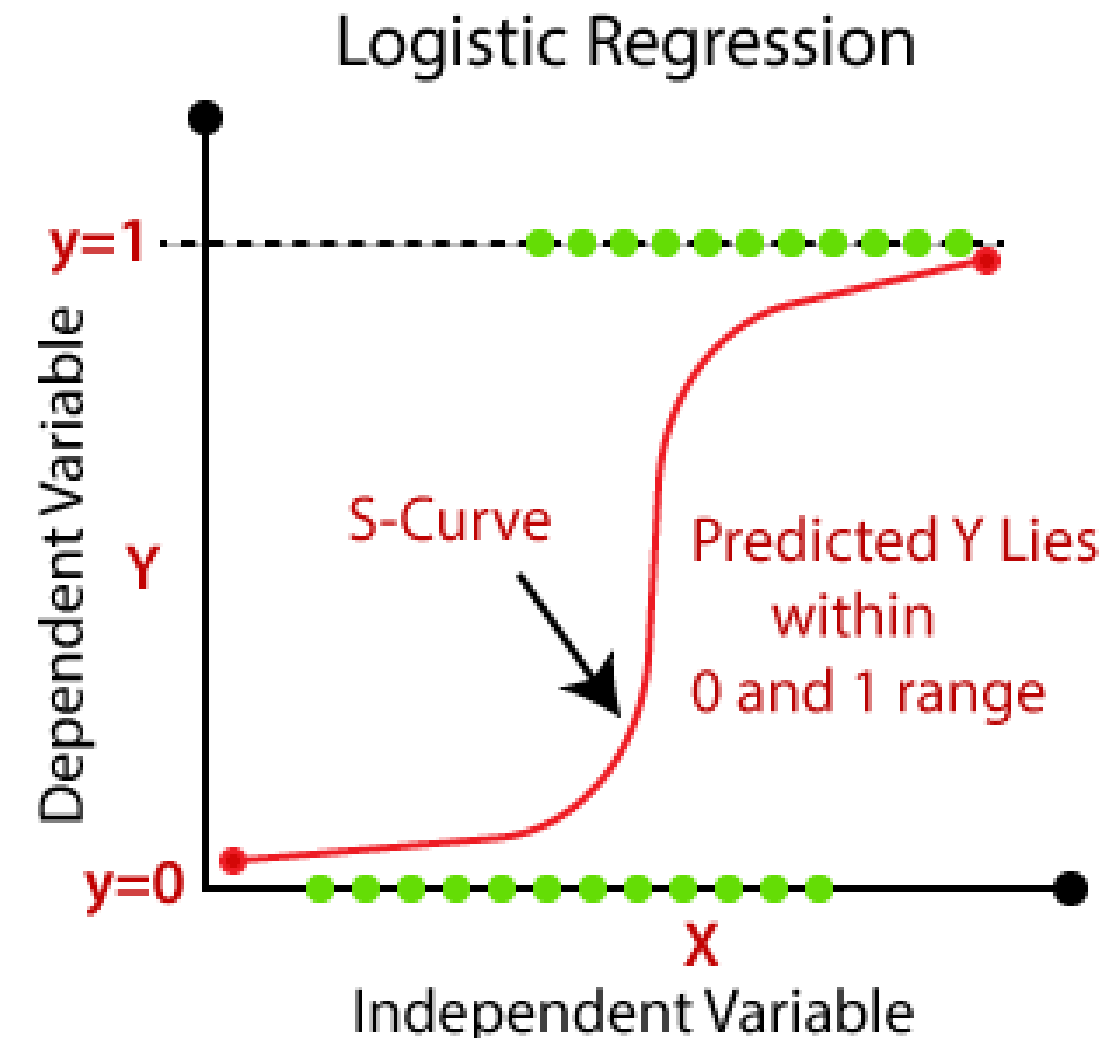 Logistic Regression
y=1
Dependent Variable
Y
S-Curve
Predicted Y Lies
within
0 and 1 range
y=0
X
Independent Variable